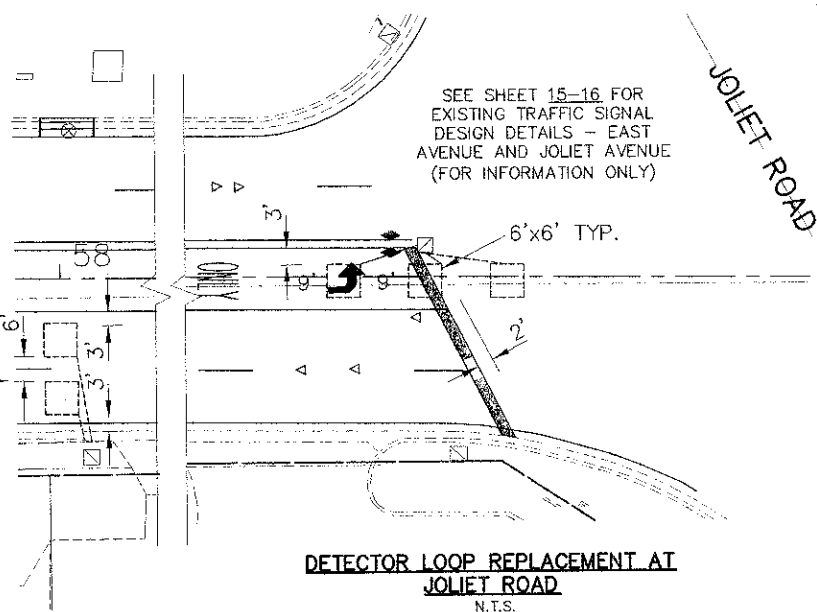 JOLIET ROAD
SEE SHEET 15-16 FOR
EXISTING TRAFFIC SIGNAL
DESIGN DETAILS - EAST
AVENUE AND JOLIET AVENUE
(FOR INFORMATION ONLY)
3'
6'x6' TYP.
58
9'
9'
6'
3'
3'
2'
DETECTOR LOOP REPLACEMENT AT
JOLIET ROAD
N.T.S.